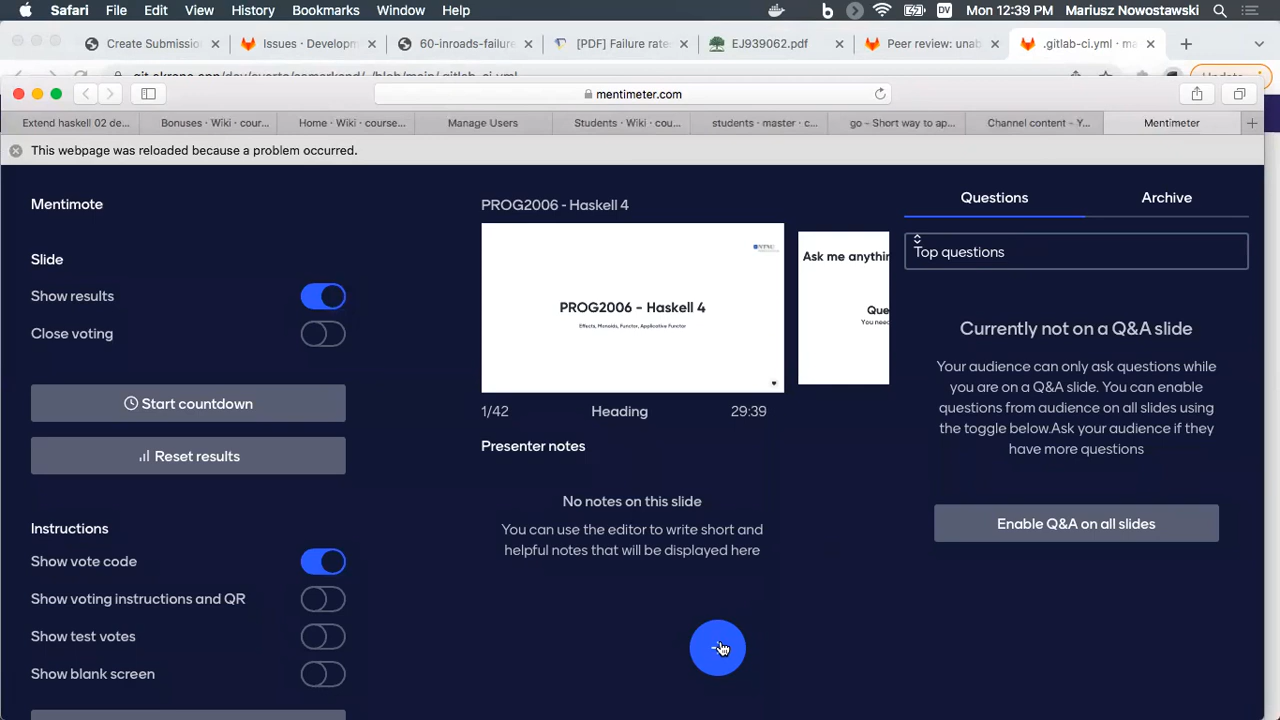 Safari File Edit View History Bookmarks Window Help
DV Mon 12:39 PM Mariusz Nowostawski
Create Submissio
Issues · Developm
60-inroads-failure
[PDF] Failure rate
EJ939062.pdf
Peer review: unab
.gitlab-ci.yml · ma
mentimeter.com
Extend haskell 02 de...
Bonuses · Wiki · cour...
Home · Wiki · course...
Manage Users
Students · Wiki · cou...
students · master · c...
go – Short way to ap...
Channel content - Y...
Mentimeter
This webpage was reloaded because a problem occurred.
Mentimote
Slide
Show results
Close voting
Start countdown
Reset results
Instructions
Show vote code
Show voting instructions and QR
Show test votes
Show blank screen
PROG2006 - Haskell 4
PROG2006 - Haskell 4
Effects, Monoids, Functor, Applicative Functor
Ask me anythin
Que
You need
1/42 Heading 29:39
Presenter notes
No notes on this slide
You can use the editor to write short and
helpful notes that will be displayed here
Questions Archive
Top questions
Currently not on a Q&A slide
Your audience can only ask questions while
you are on a Q&A slide. You can enable
questions from audience on all slides using
the toggle below.Ask your audience if they
have more questions
Enable Q&A on all slides